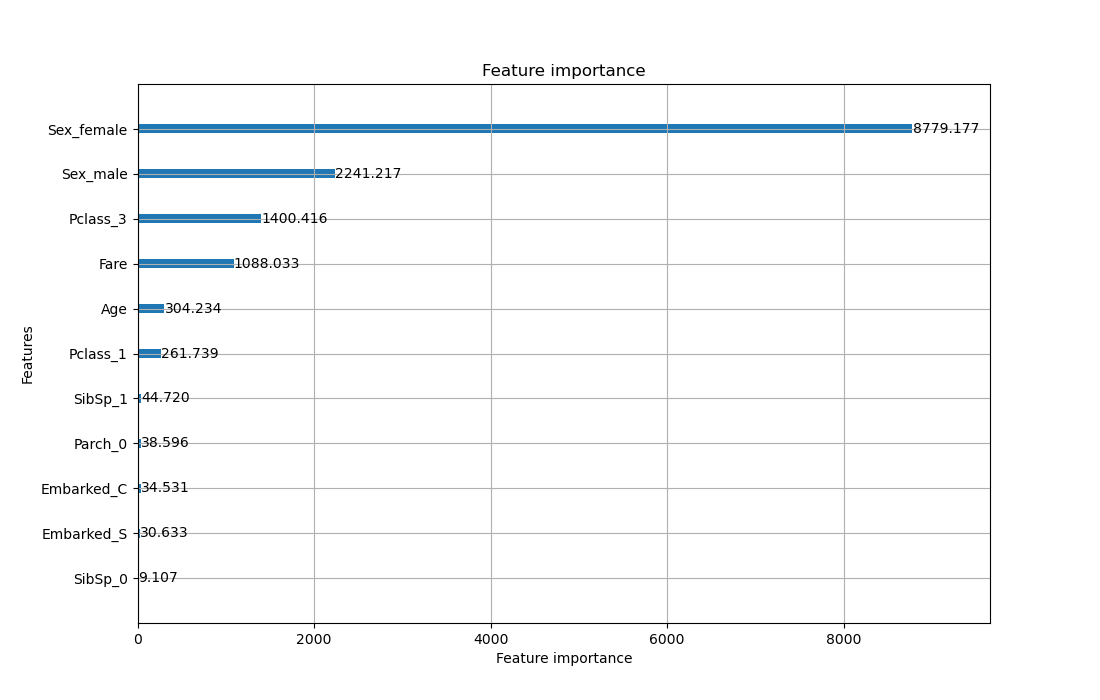 Feature importance
Sex_female 8779.177
Sex_male 2241.217
Pclass_3 1400.416
Fare 1088.033
Age 304.234
Pclass_1 261.739
SibSp_1 44.720
Parch_0 38.596
Embarked_C 34.531
Embarked_S 30.633
SibSp_0 9.107
Features
0 2000 4000 6000 8000
Feature importance